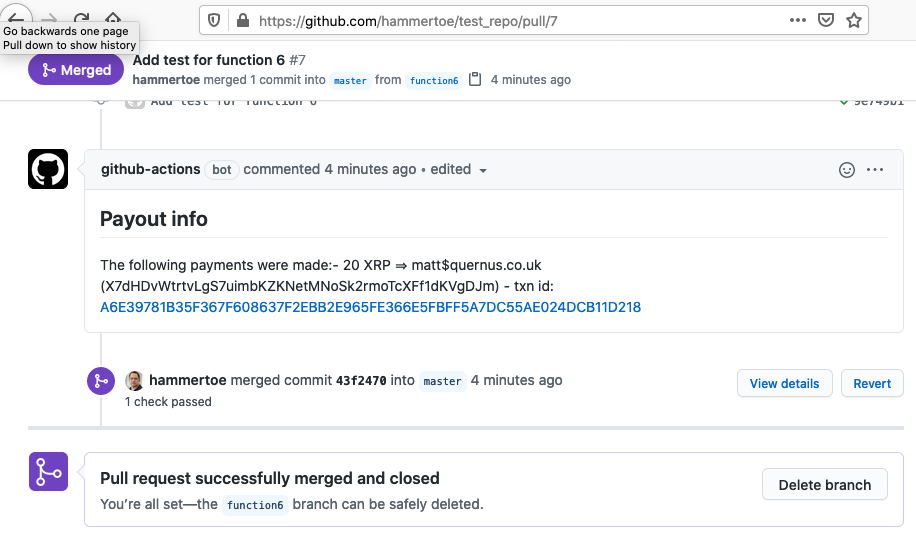 https://github.com/hammertoe/test_repo/pull/7
Go backwards one page
Pull down to show history
Merged
Add test for function 6 #7
hammertoe merged 1 commit into master from function6 4 minutes ago
Add test for function 6 9e749b1
github-actions bot commented 4 minutes ago • edited
Payout info
The following payments were made:- 20 XRP ⇒ matt$quernus.co.uk
(X7dHDvWtrtvLgS7uimbKZKNetMNoSk2rmoTcXFf1dKVgDJm) - txn id:
A6E39781B35F367F608637F2EBB2E965FE366E5FBFF5A7DC55AE024DCB11D218
hammertoe merged commit 43f2470 into master 4 minutes ago
View details
Revert
1 check passed
Pull request successfully merged and closed
You're all set—the function6 branch can be safely deleted.
Delete branch